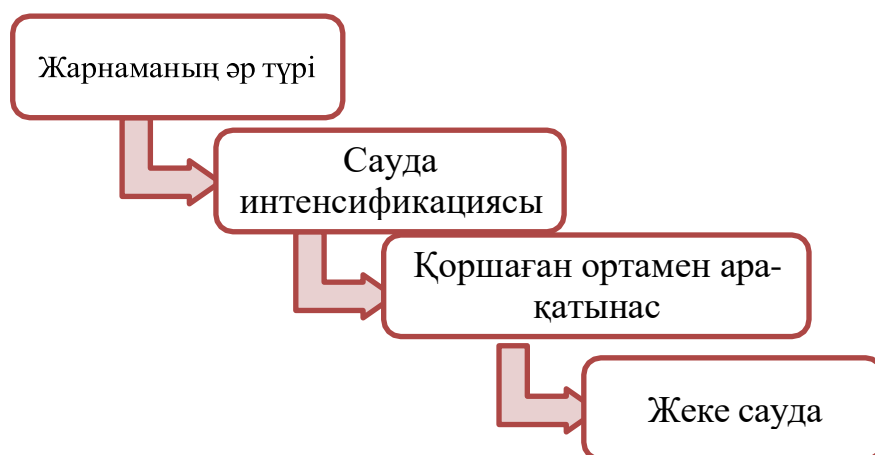 Жарнаманың әр түрі
Сауда
интенсификациясы
Қоршаған ортамен ара-
қатынас
Жеке сауда